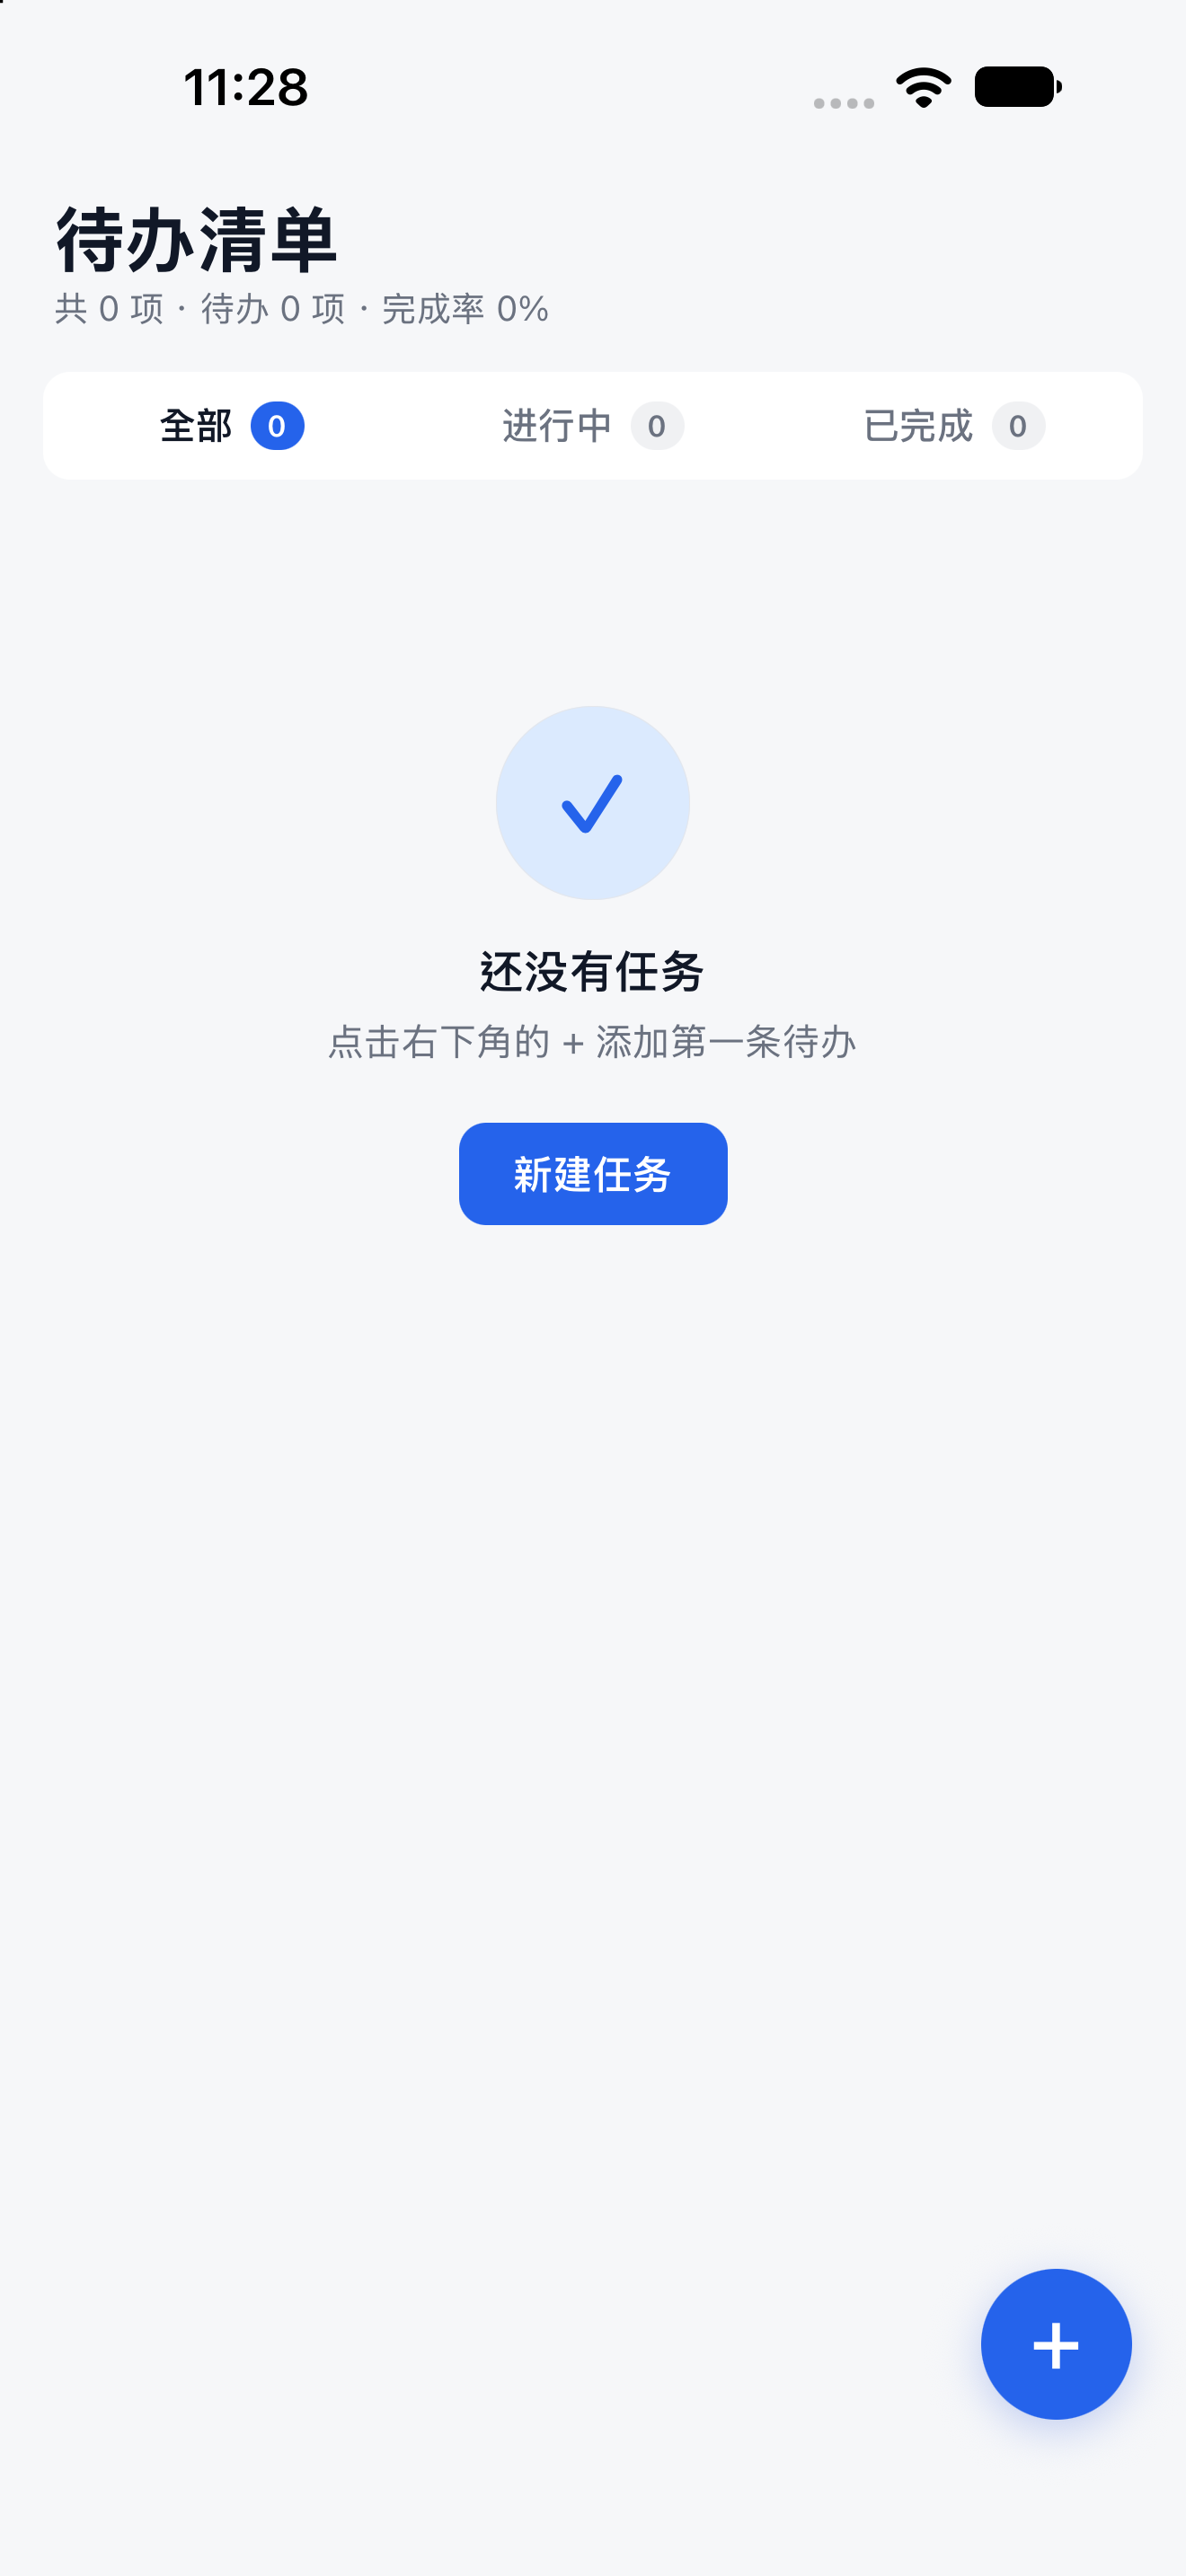 11:28
待办清单
共 0 项 · 待办 0 项 · 完成率 0%
全部 0 进行中 0 已完成 0
还没有任务
点击右下角的 + 添加第一条待办
新建任务
+